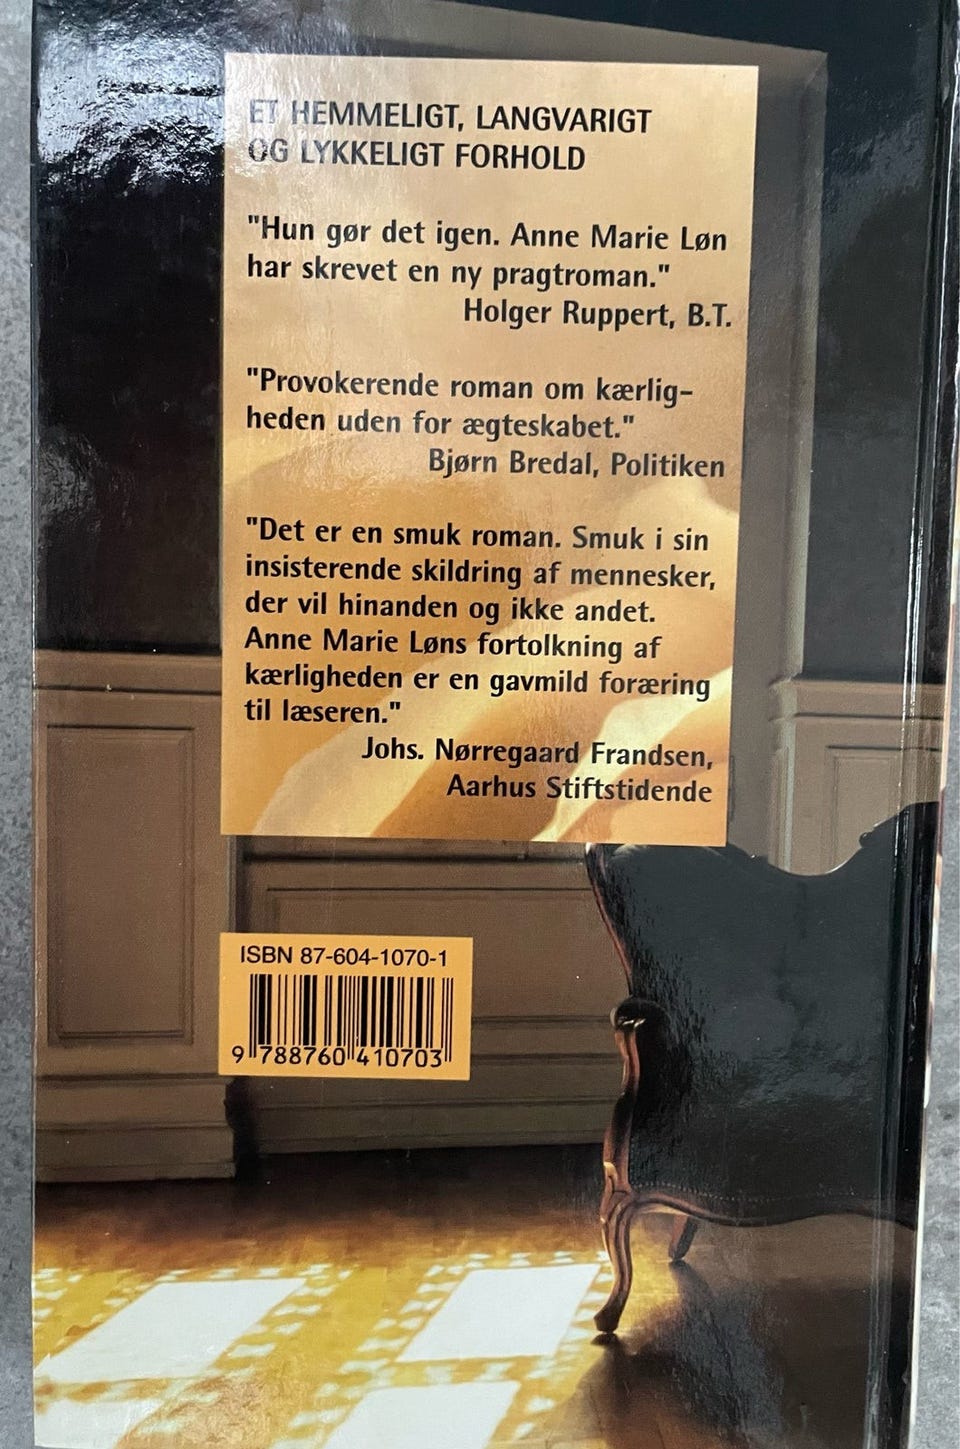 ET HEMMELIGT, LANGVARIGT
OG LYKKELIGT FORHOLD
"Hun gør det igen. Anne Marie Løn
har skrevet en ny pragtroman."
Holger Ruppert, B.T.
"Provokerende roman om kærlig-
heden uden for ægteskabet."
Bjørn Bredal, Politiken
"Det er en smuk roman. Smuk i sin
insisterende skildring af mennesker,
der vil hinanden og ikke andet.
Anne Marie Løns fortolkning af
kærligheden er en gavmild foræring
til læseren."
Johs. Nørregaard Frandsen,
Aarhus Stiftstidende
ISBN 87-604-1070-1
9 788760 410703